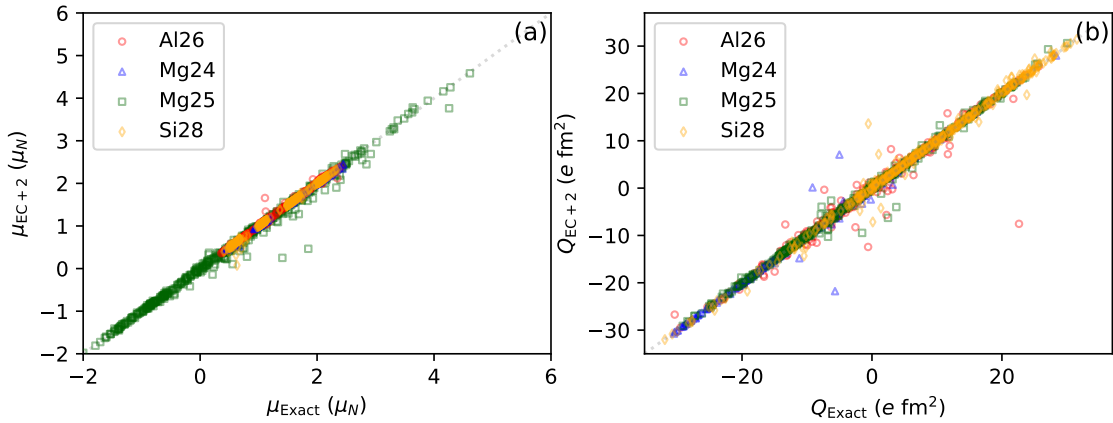 (a)
Al26
Mg24
Mg25
Si28
6
5
4
3
2
1
0
−1
−2
−2
0
2
4
6
μEC+2 (μN)
μExact (μN)
(b)
Al26
Mg24
Mg25
Si28
30
20
10
0
−10
−20
−30
−20
0
20
QEC+2 (e fm²)
QExact (e fm²)